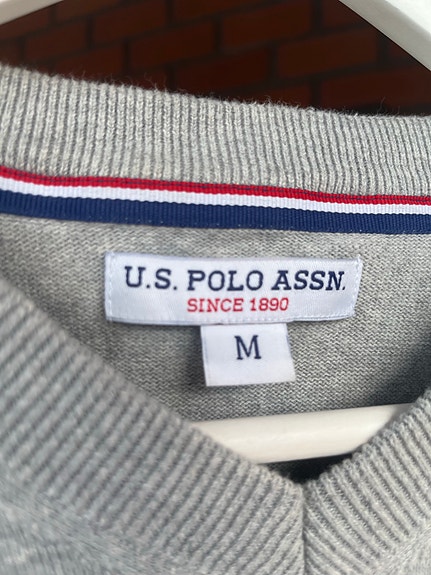 U.S. POLO ASSN.
SINCE 1890
M